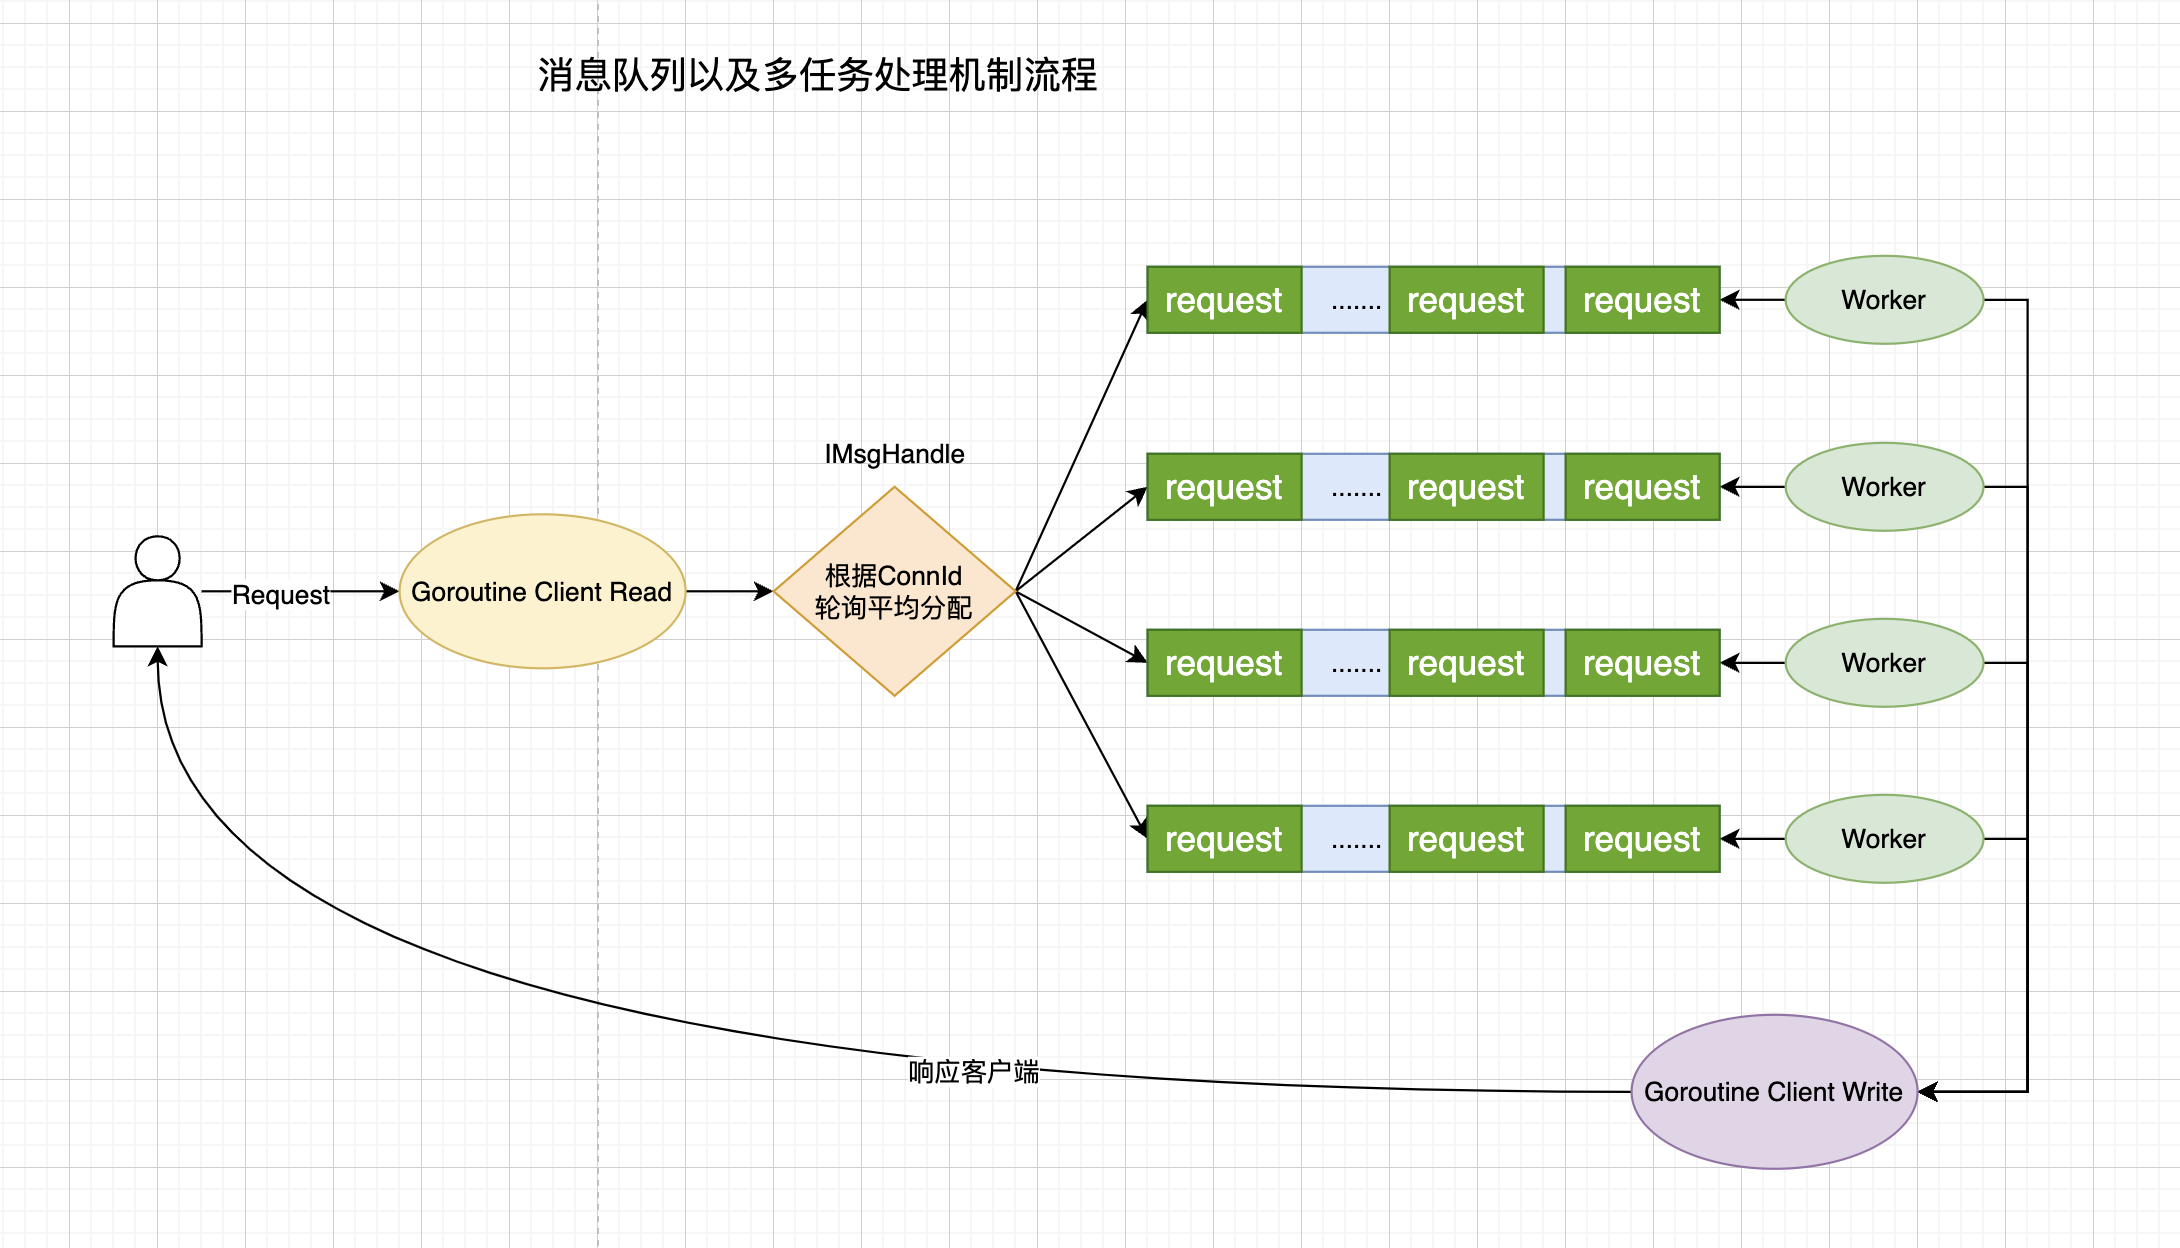 消息队列以及多任务处理机制流程
request ....... request request Worker
IMsgHandle
request ....... request request Worker
Request Goroutine Client Read 根据ConnId
轮询平均分配
request ....... request request Worker
request ....... request request Worker
响应客户端
Goroutine Client Write